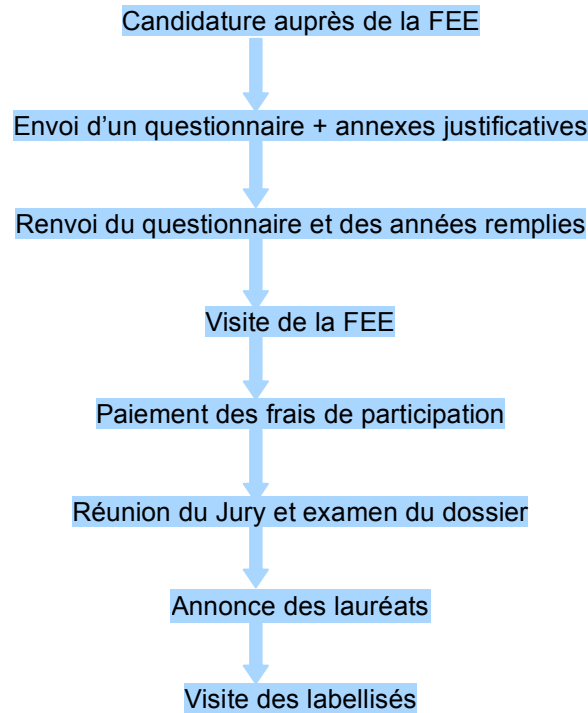 Candidature auprès de la FEE
Envoi d'un questionnaire + annexes justificatives
Renvoi du questionnaire et des années remplies
Visite de la FEE
Paiement des frais de participation
Réunion du Jury et examen du dossier
Annonce des lauréats
Visite des labellisés